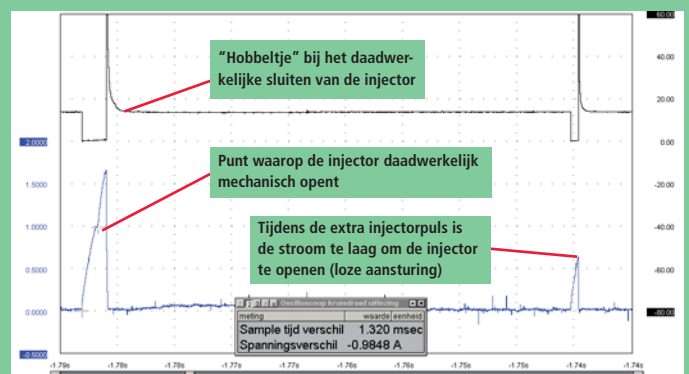 60.00
"Hobbeltje" bij het daadwer-
kelijke sluiten van de injector
40.00
20.00
2.0000
0.00
Punt waarop de injector daadwerkelijk
mechanisch opent
1.5000
-20.00
1.0000
-40.00
Tijdens de extra injectorpuls is
de stroom te laag om de injector
te openen (loze aansturing)
0.5000
-60.00
Oscilloscoop kruisdraad uitlezing
meting waarde eenheid
0.0000
-80.00
Sample tijd verschil 1.320 msec
Spanningsverschil -0.9848 A
-0.5000
-1.79s -1.78s -1.78s -1.77s -1.77s -1.76s -1.76s -1.75s -1.75s -1.74s -1.74s